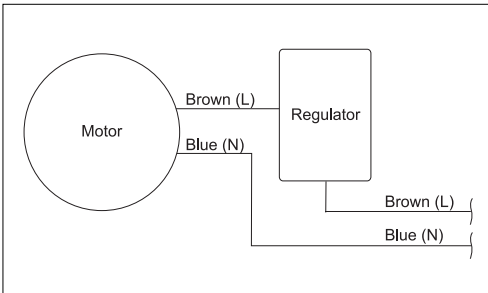 Brown (L)
Motor
Regulator
Blue (N)
Brown (L)
Blue (N)